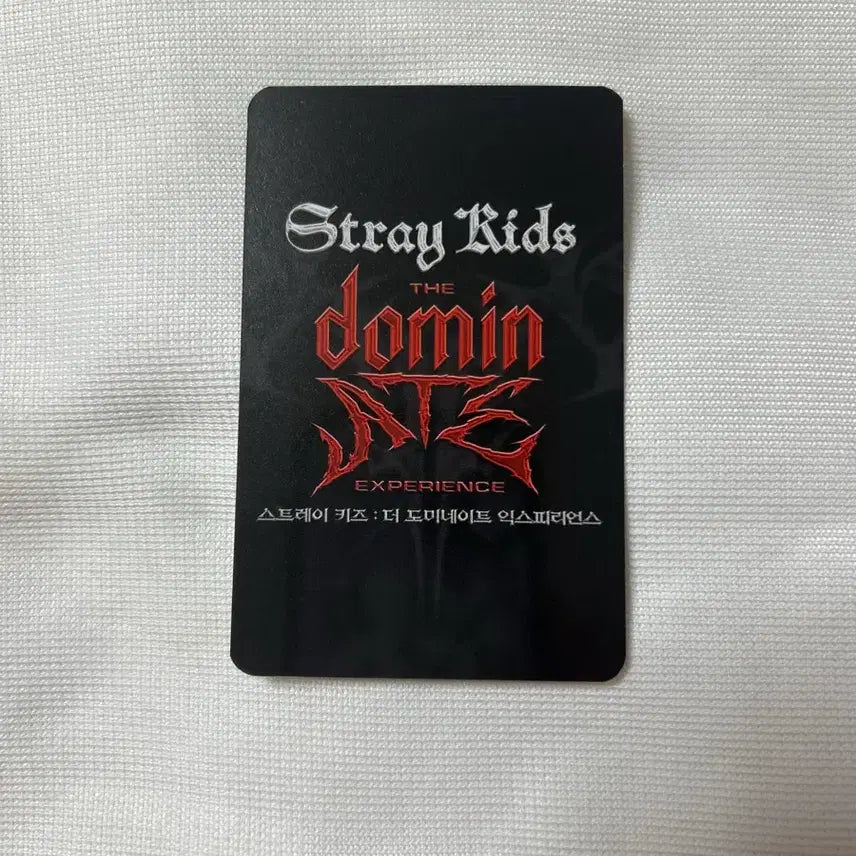 Stray Kids
THE
domin
ATE
EXPERIENCE
스트레이 키즈 : 더 도미네이트 익스피리언스